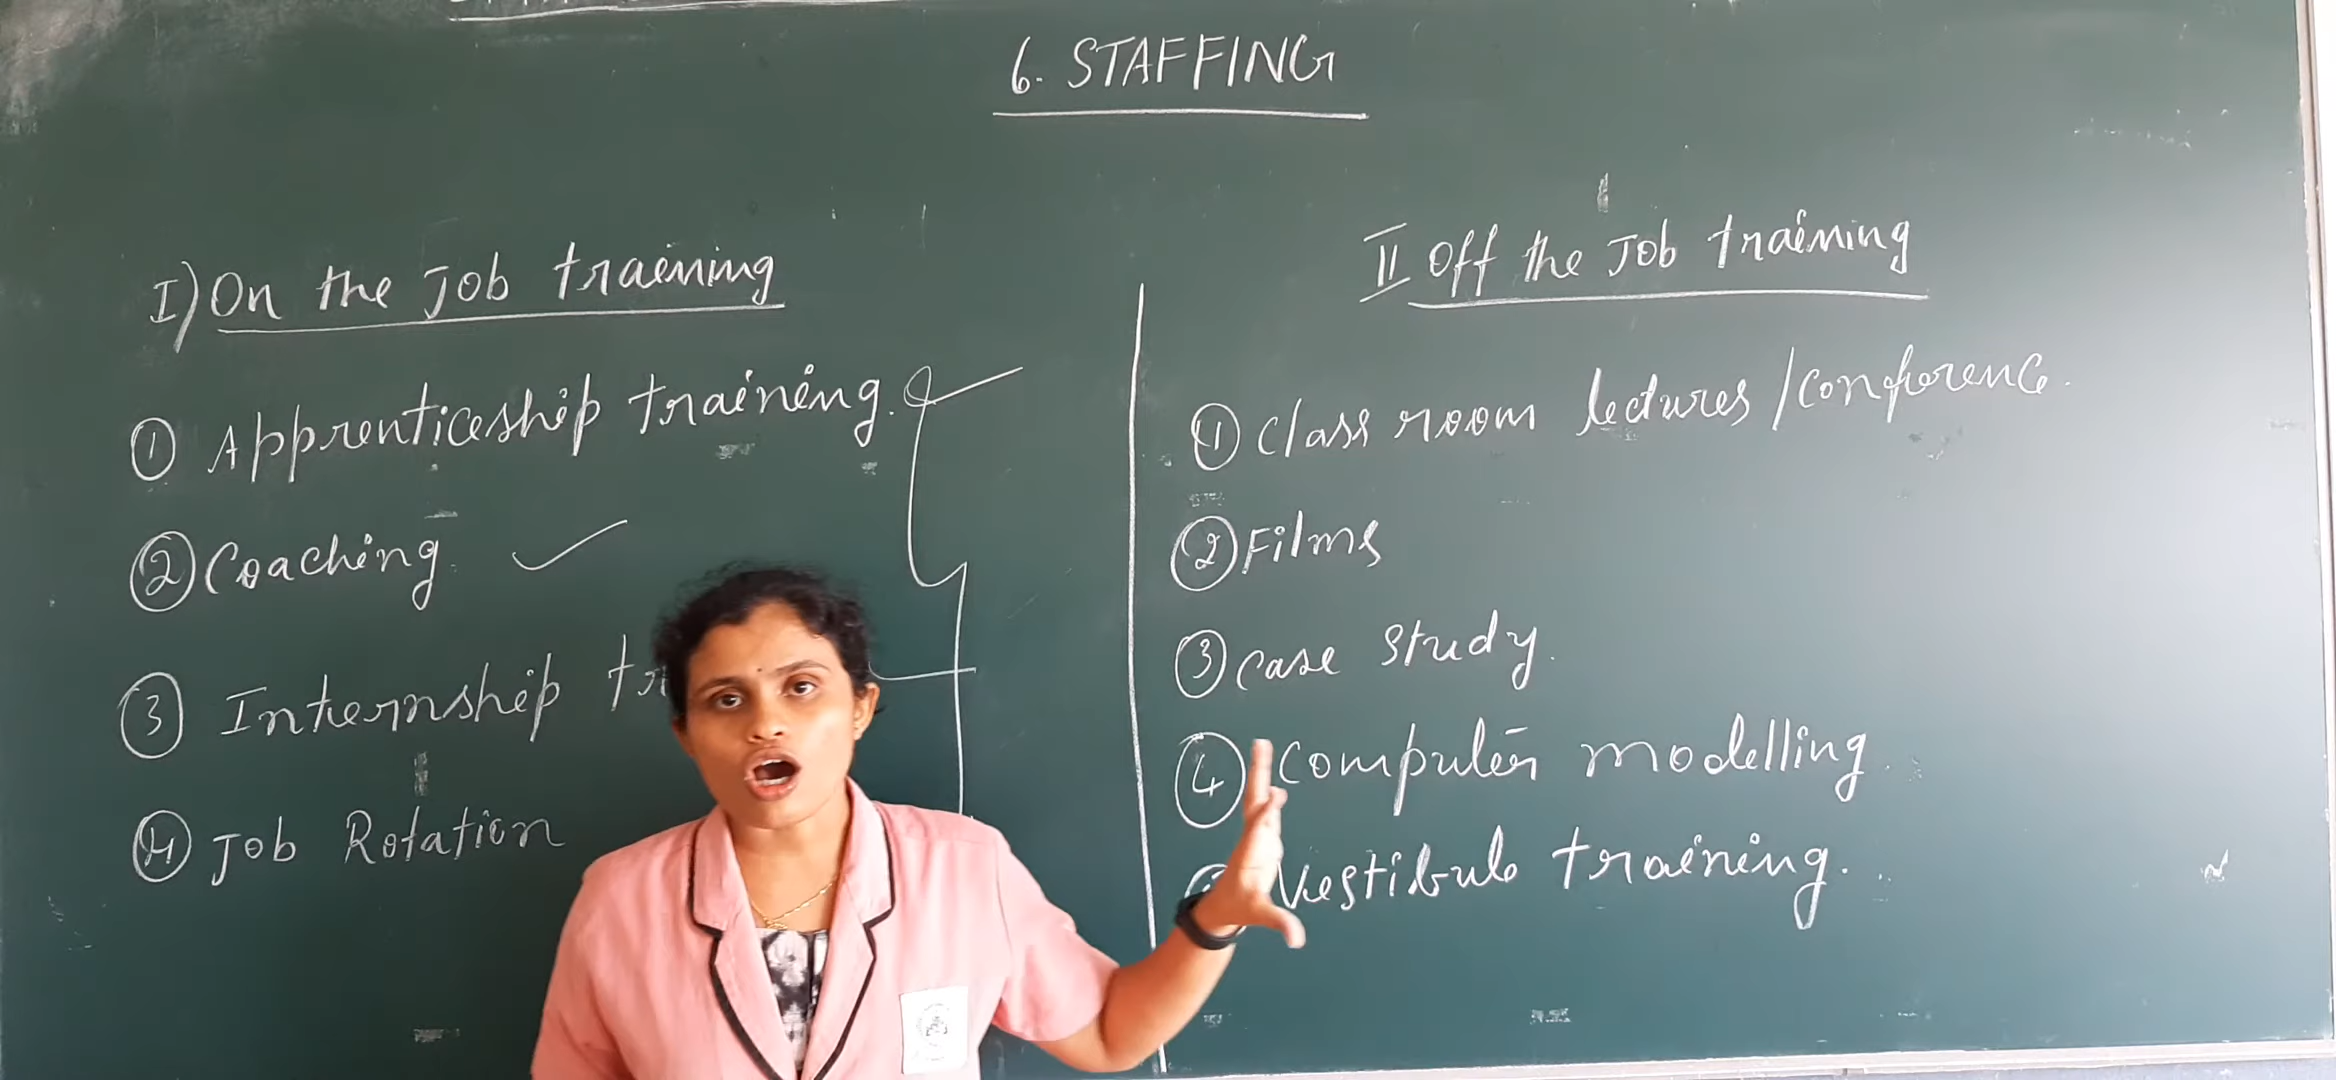 6. STAFFING
I) On the Job training
① Apprenticeship training.
② Coaching.
③ Internship
④ Job Rotation
II Off the Job training
① Class room lectures/conference.
② Films
③ Case study.
④ Computer modelling.
Vestibule training.